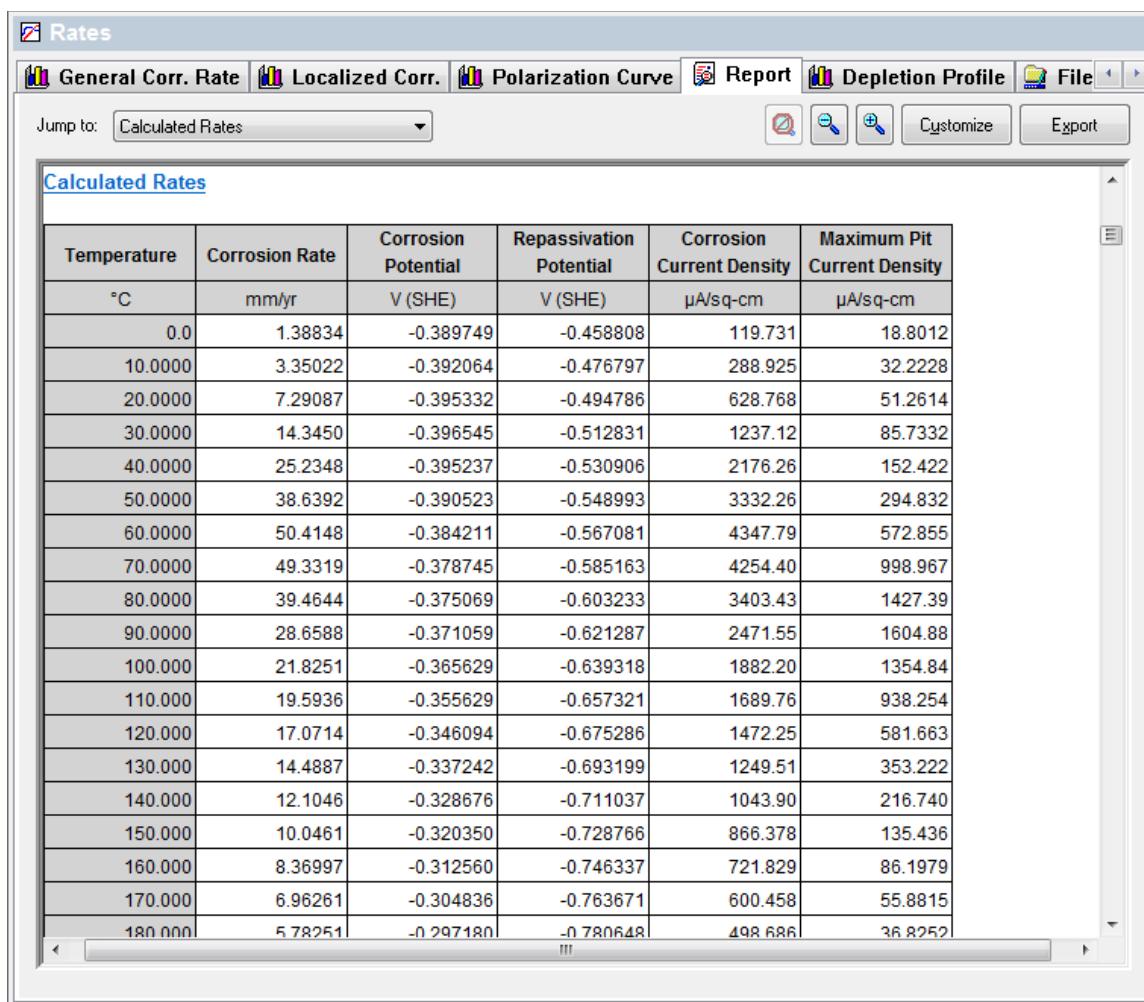 Rates
General Corr. Rate Localized Corr. Polarization Curve Report Depletion Profile File
Jump to: Calculated Rates Customize Export
Calculated Rates
Temperature Corrosion Rate Corrosion Potential Repassivation Potential Corrosion Current Density Maximum Pit Current Density
°C mm/yr V (SHE) V (SHE) µA/sq-cm µA/sq-cm
0.0 1.38834 -0.389749 -0.458808 119.731 18.8012
10.0000 3.35022 -0.392064 -0.476797 288.925 32.2228
20.0000 7.29087 -0.395332 -0.494786 628.768 51.2614
30.0000 14.3450 -0.396545 -0.512831 1237.12 85.7332
40.0000 25.2348 -0.395237 -0.530906 2176.26 152.422
50.0000 38.6392 -0.390523 -0.548993 3332.26 294.832
60.0000 50.4148 -0.384211 -0.567081 4347.79 572.855
70.0000 49.3319 -0.378745 -0.585163 4254.40 998.967
80.0000 39.4644 -0.375069 -0.603233 3403.43 1427.39
90.0000 28.6588 -0.371059 -0.621287 2471.55 1604.88
100.000 21.8251 -0.365629 -0.639318 1882.20 1354.84
110.000 19.5936 -0.355629 -0.657321 1689.76 938.254
120.000 17.0714 -0.346094 -0.675286 1472.25 581.663
130.000 14.4887 -0.337242 -0.693199 1249.51 353.222
140.000 12.1046 -0.328676 -0.711037 1043.90 216.740
150.000 10.0461 -0.320350 -0.728766 866.378 135.436
160.000 8.36997 -0.312560 -0.746337 721.829 86.1979
170.000 6.96261 -0.304836 -0.763671 600.458 55.8815
180.000 5.78251 -0.297180 -0.780648 498.686 36.8252